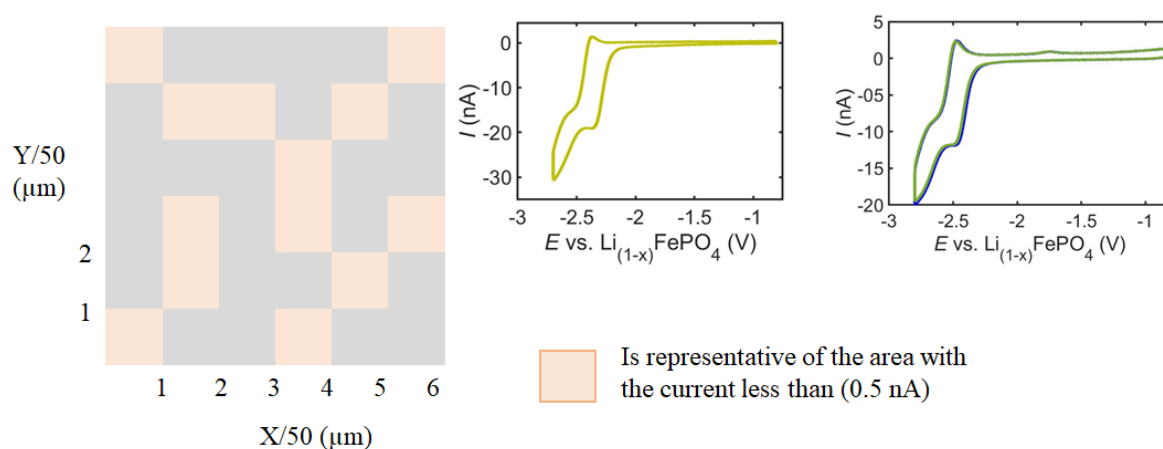 Y/50
(µm)
2
1
1 2 3 4 5 6
X/50 (µm)
0
-10
-20
-30
I (nA)
-3 -2.5 -2 -1.5 -1
E vs. Li(1-x)FePO4 (V)
5
0
-05
-10
-15
-20
I (nA)
-3 -2.5 -2 -1.5 -1
E vs. Li(1-x)FePO4 (V)
Is representative of the area with
the current less than (0.5 nA)